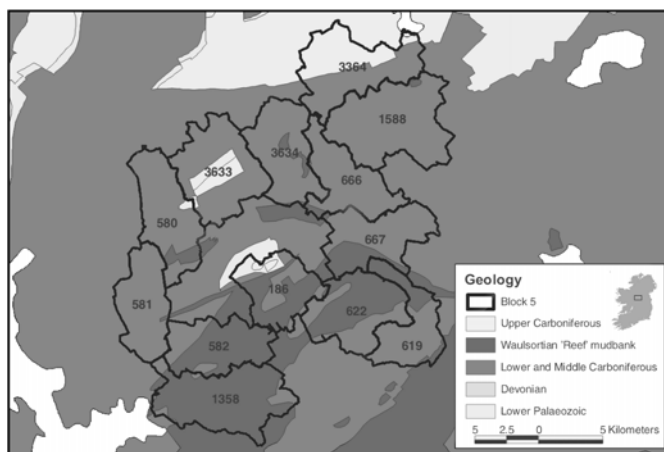 3364
1588
3633
3634
666
580
667
581
186
622
582
619
1358
Geology
Block 5
Upper Carboniferous
Waulsortian 'Reef' mudbank
Lower and Middle Carboniferous
Devonian
Lower Palaeozoic
5 2.5 0 5 Kilometers